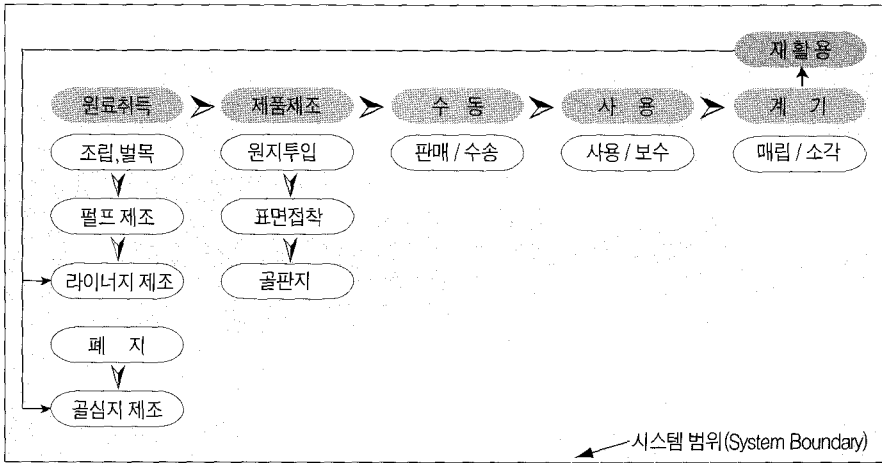 재활용
원료취득 제품제조 수 동 사 용 계 기
조립,벌목 원지투입 판매 / 수송 사용 / 보수 매립 / 소각
펄프 제조 표면접착
라이너지 제조 골판지
폐 지
골심지 제조
시스템 범위(System Boundary)